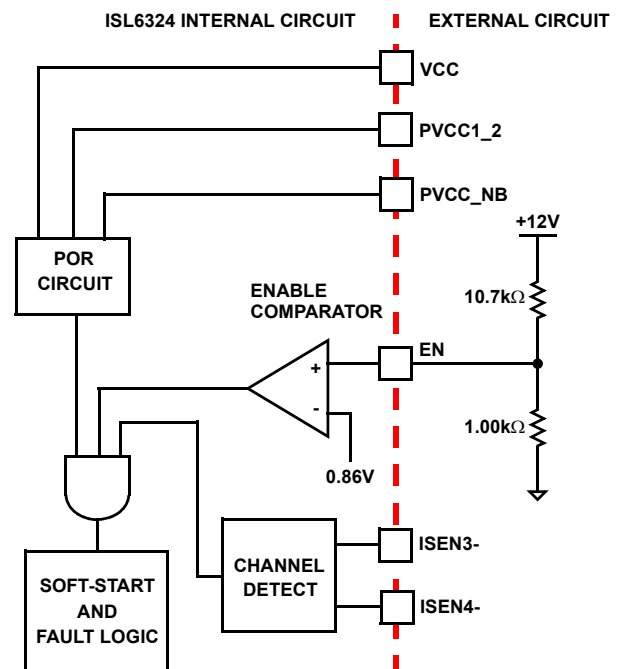 ISL6324 INTERNAL CIRCUIT
EXTERNAL CIRCUIT
VCC
PVCC1_2
PVCC_NB
+12V
POR
CIRCUIT
10.7kΩ
ENABLE
COMPARATOR
EN
+
-
1.00kΩ
0.86V
ISEN3-
CHANNEL
DETECT
ISEN4-
SOFT-START
AND
FAULT LOGIC